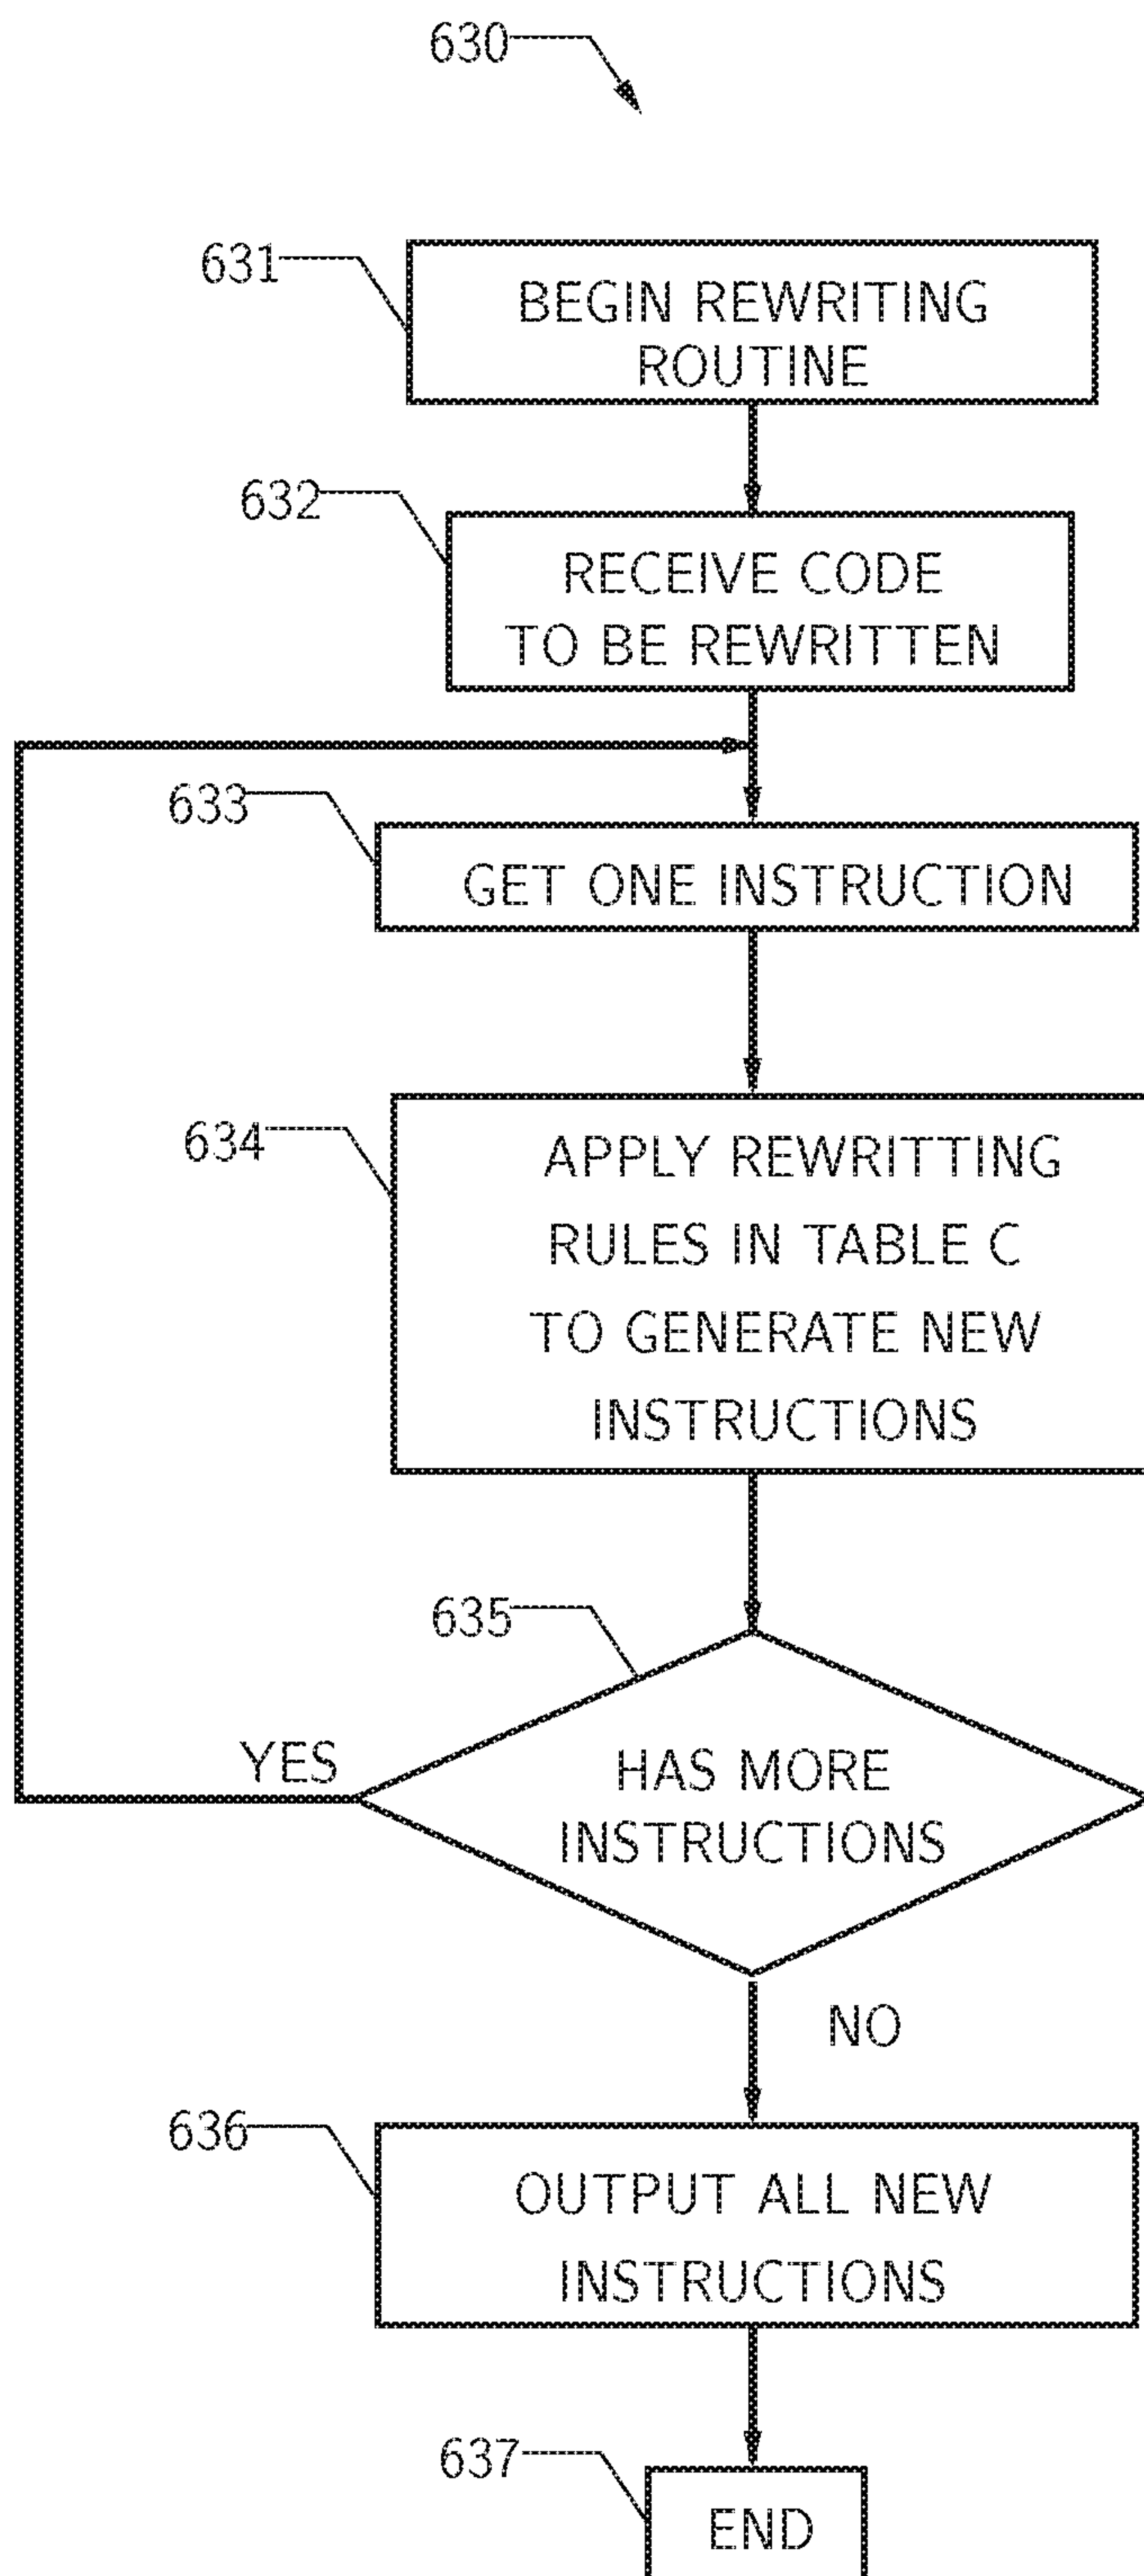 630
631
BEGIN REWRITING
ROUTINE
632
RECEIVE CODE
TO BE REWRITTEN
633
GET ONE INSTRUCTION
634
APPLY REWRITTING
RULES IN TABLE C
TO GENERATE NEW
INSTRUCTIONS
635
YES
HAS MORE
INSTRUCTIONS
NO
636
OUTPUT ALL NEW
INSTRUCTIONS
637
END